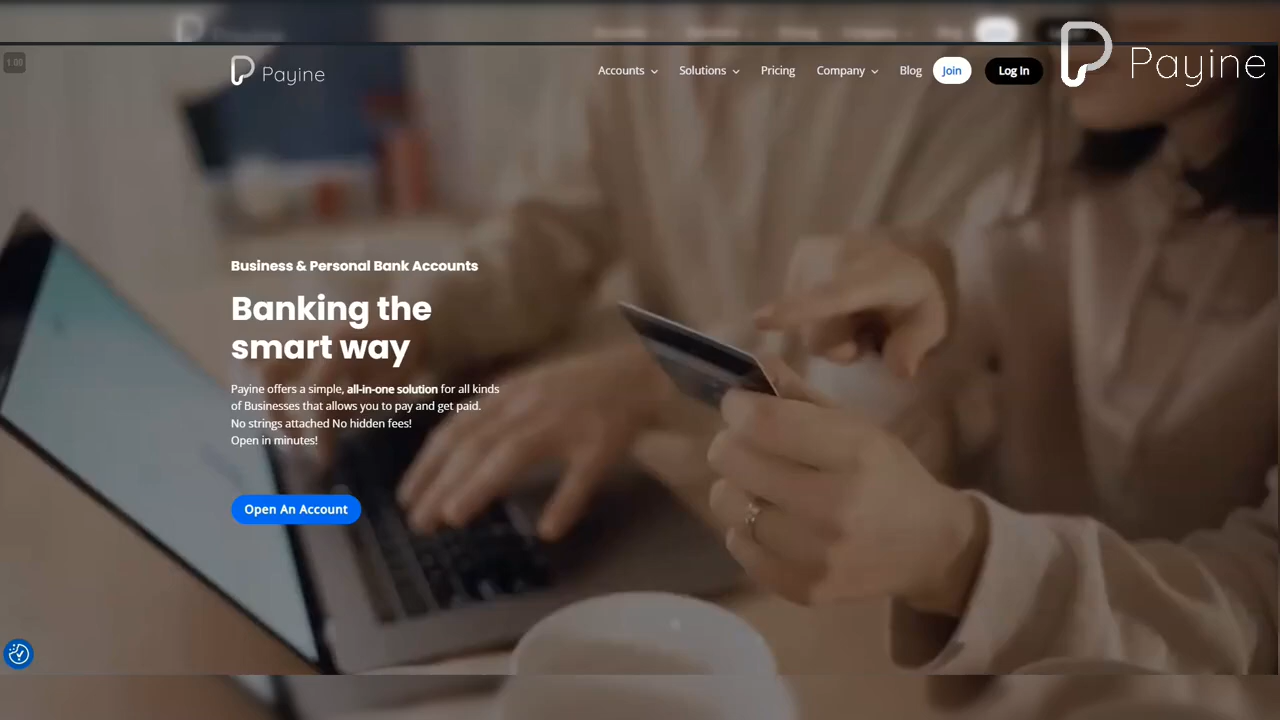 1.00
Payine
Accounts
Solutions
Pricing
Company
Blog
Join
Log In
Payine
Business & Personal Bank Accounts
Banking the
smart way
Payine offers a simple, all-in-one solution for all kinds
of Businesses that allows you to pay and get paid.
No strings attached No hidden fees!
Open in minutes!
Open An Account